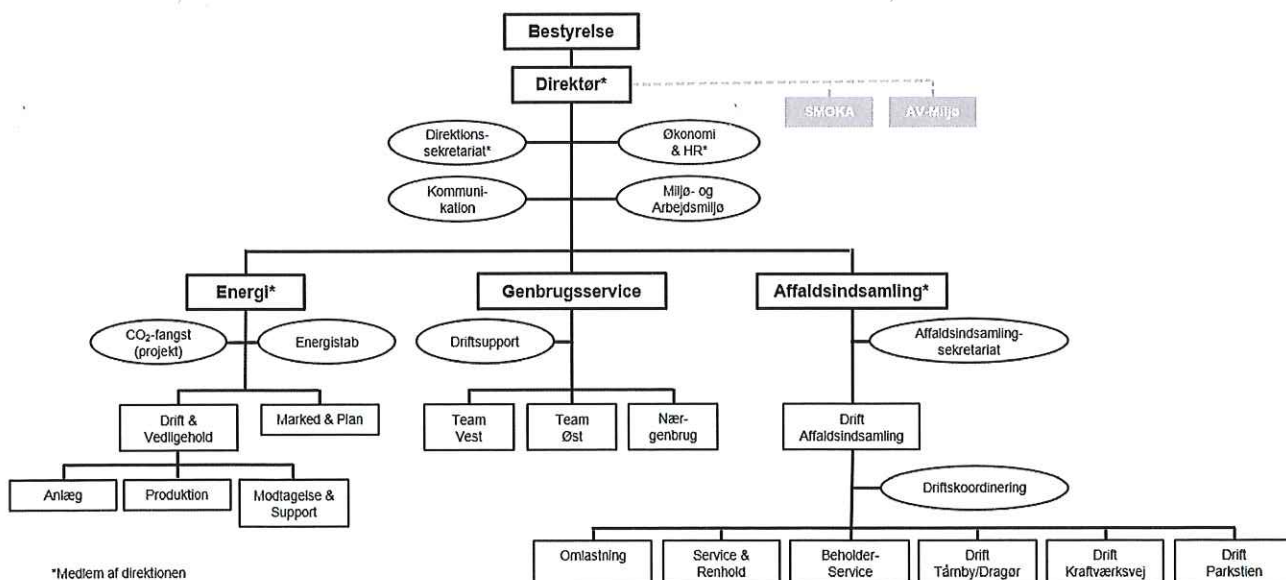 Bestyrelse
Direktør*
SMOKA
AV-Miljø
Direktions-
sekretariat*
Økonomi
& HR*
Kommuni-
kation
Miljø- og
Arbejdsmiljø
Energi*
Genbrugsservice
Affaldsindsamling*
CO₂-fangst
(projekt)
Energistab
Driftsupport
Affaldsindsamling-
sekretariat
Drift &
Vedligehold
Marked & Plan
Team
Vest
Team
Øst
Nær-
genbrug
Drift
Affaldsindsamling
Anlæg
Produktion
Modtagelse &
Support
Driftskoordinering
Omlastning
Service &
Renhold
Beholder-
Service
Drift
Tårnby/Dragør
Drift
Kraftværksvej
Drift
Parkstien
*Medlem af direktionen